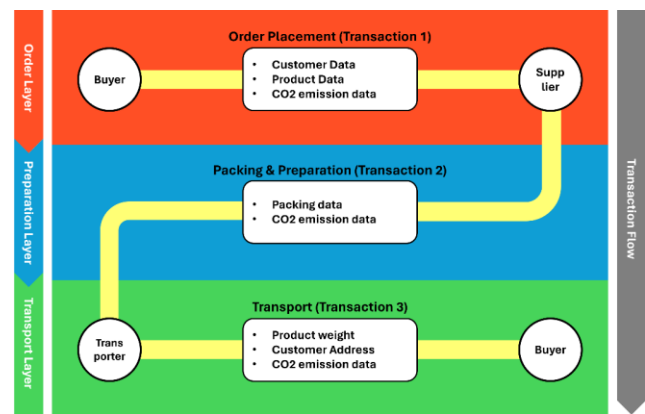 Order Layer
Preparation Layer
Transport Layer
Order Placement (Transaction 1)
Buyer
• Customer Data
• Product Data
• CO2 emission data
Supp
lier
Packing & Preparation (Transaction 2)
• Packing data
• CO2 emission data
Transport (Transaction 3)
Trans
porter
• Product weight
• Customer Address
• CO2 emission data
Buyer
Transaction Flow